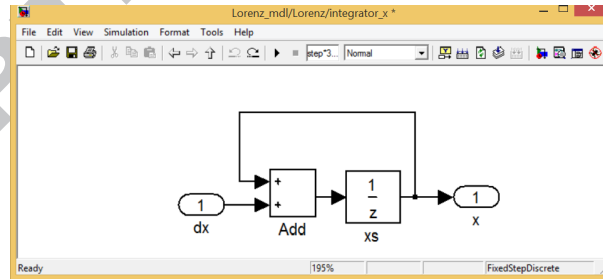 Lorenz_mdl/Lorenz/integrator_x *
File Edit View Simulation Format Tools Help
step*3... Normal
+
+
1
dx
Add
1
z
xs
1
x
Ready 195% FixedStepDiscrete